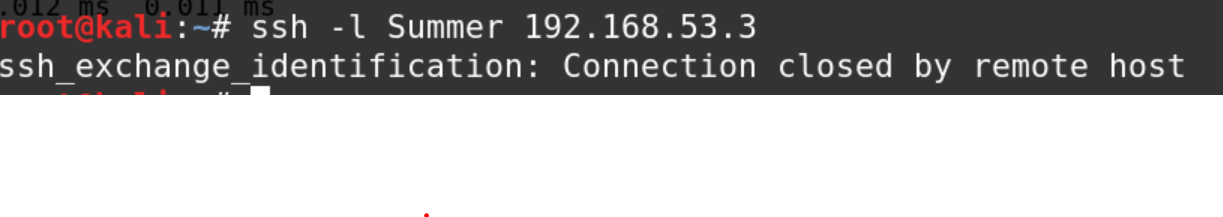 .012 ms  0.011 ms
root@kali:~# ssh -l Summer 192.168.53.3
ssh_exchange_identification: Connection closed by remote host